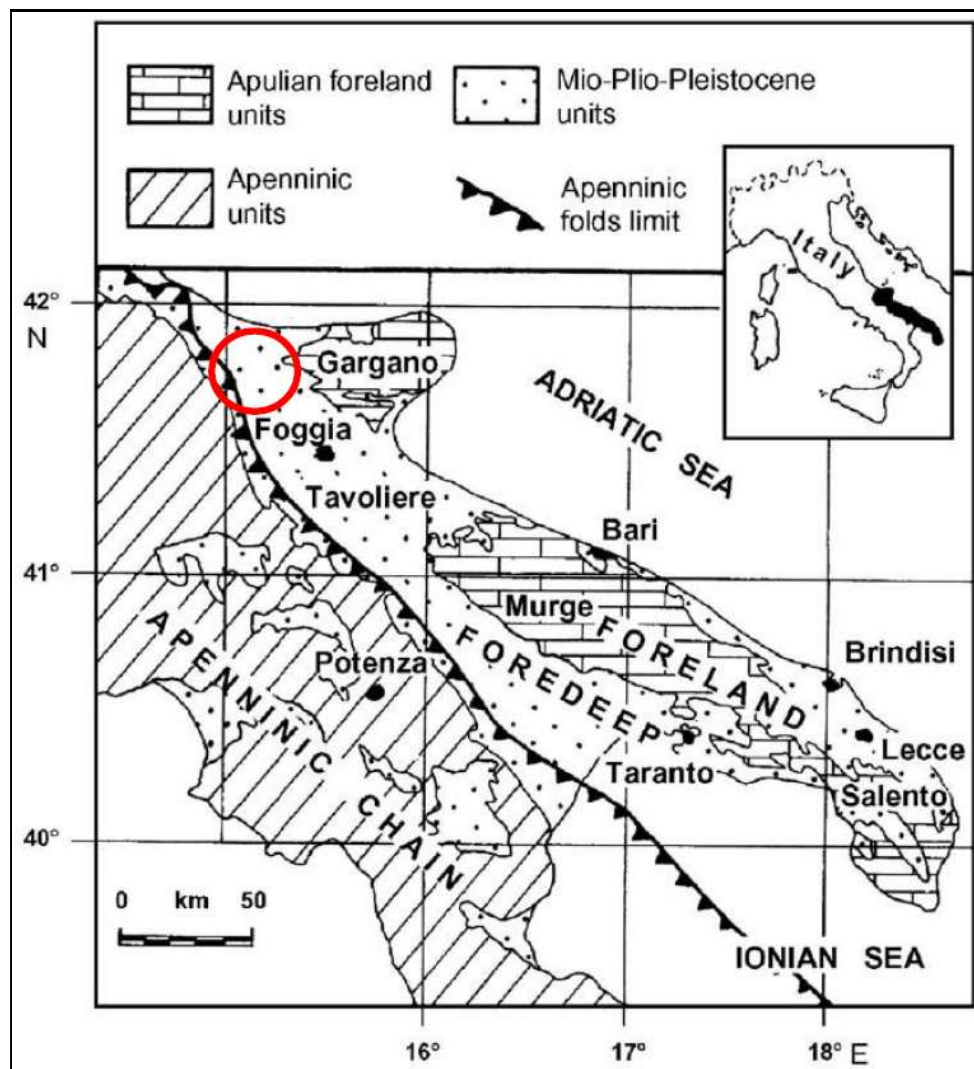 Apulian foreland
units
Mio-Plio-Pleistocene
units
Apenninic
units
Apenninic
folds limit
Italy
42°
N
Gargano
ADRIATIC SEA
Foggia
Tavoliere
Bari
41°
Murge
FORELAND
Brindisi
APENNINIC CHAIN
Potenza
FOREDEEP
Lecce
Taranto
Salento
40°
0 km 50
IONIAN SEA
16° 17° 18° E